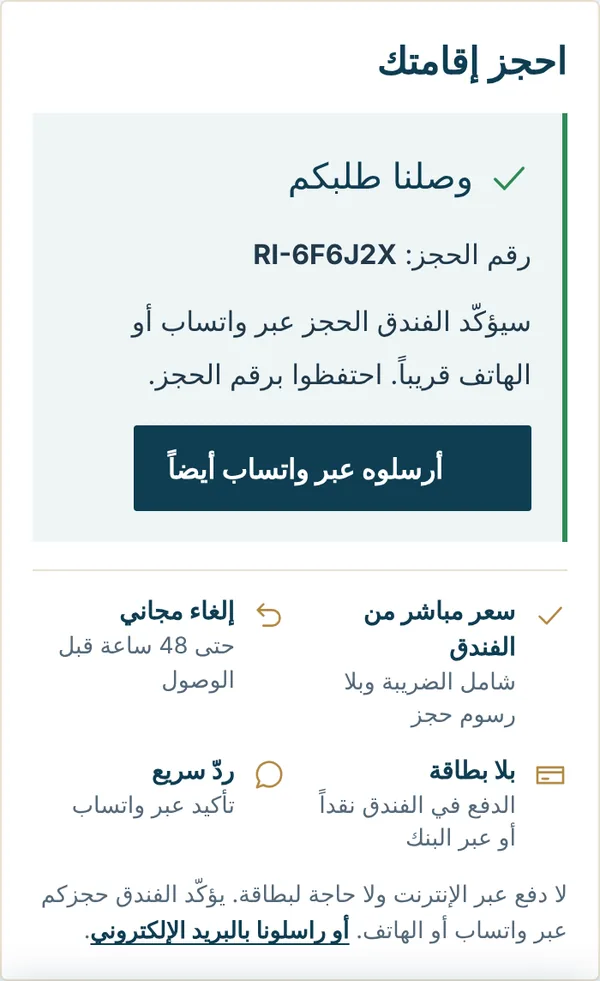 احجز إقامتك
وصلنا طلبكم
رقم الحجز: RI-6F6J2X
سيؤكّد الفندق الحجز عبر واتساب أو
الهاتف قريباً. احتفظوا برقم الحجز.
أرسلوه عبر واتساب أيضاً
سعر مباشر من
الفندق
شامل الضريبة وبلا
رسوم حجز
إلغاء مجاني
حتى 48 ساعة قبل
الوصول
بلا بطاقة
الدفع في الفندق نقداً
أو عبر البنك
ردّ سريع
تأكيد عبر واتساب
لا دفع عبر الإنترنت ولا حاجة لبطاقة. يؤكّد الفندق حجزكم
عبر واتساب أو الهاتف. أو راسلونا بالبريد الإلكتروني.